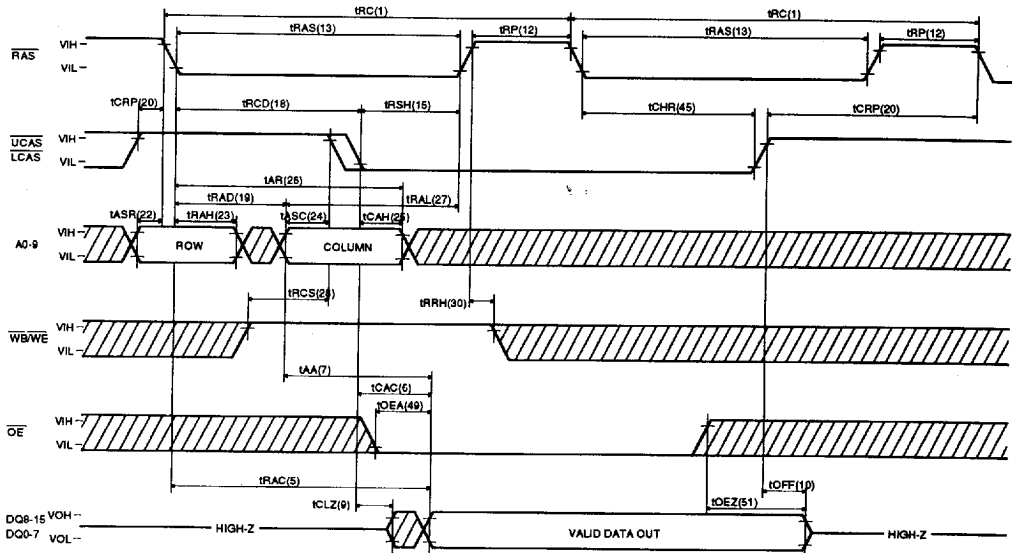 tRC(1) tRC(1)
tRAS(13) tRP(12) tRAS(13) tRP(12)
RAS VIH
VIL
tCRP(20) tRCD(18) tRSH(15) tCHR(45) tCRP(20)
UCAS VIH
LCAS VIL
tAR(26)
tRAD(19) tRAL(27)
tASR(22) tRAH(23) tASC(24) tCAH(25)
A0-9 VIH ROW COLUMN
VIL
tRCS(28) tRRH(30)
WB/WE VIH
VIL
tAA(7)
tCAC(6)
tOEA(49)
OE VIH
VIL
tRAC(5) tOFF(10)
tCLZ(9) tOEZ(51)
DQ8-15 VOH
DQ0-7 VOL HIGH-Z VALID DATA OUT HIGH-Z